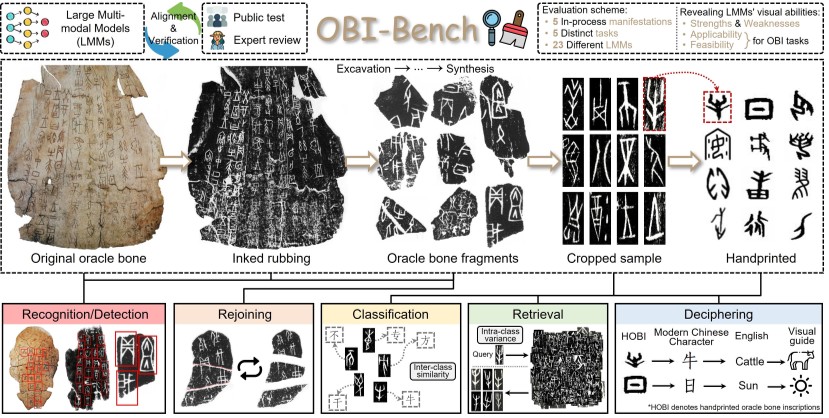 Large Multi-
modal Models
(LMMs)
Alignment
&
Verification
Public test
Expert review
OBI-Bench
Evaluation scheme:
• 5 In-process manifestations
• 5 Distinct tasks
• 23 Different LMMs
Revealing LMMs' visual abilities:
• Strengths & Weaknesses
• Applicability
• Feasibility
for OBI tasks
Excavation → ⋯ → Synthesis
Original oracle bone
Inked rubbing
Oracle bone fragments
Cropped sample
Handprinted
Recognition/Detection
Rejoining
Classification
不
专
方
Inter-class
similarity
于
牛
Retrieval
Intra-class
variance
Query
Deciphering
HOBI
Modern Chinese
Character
English
Visual
guide
牛
Cattle
日
Sun
*HOBI denotes handprinted oracle bone inscriptions